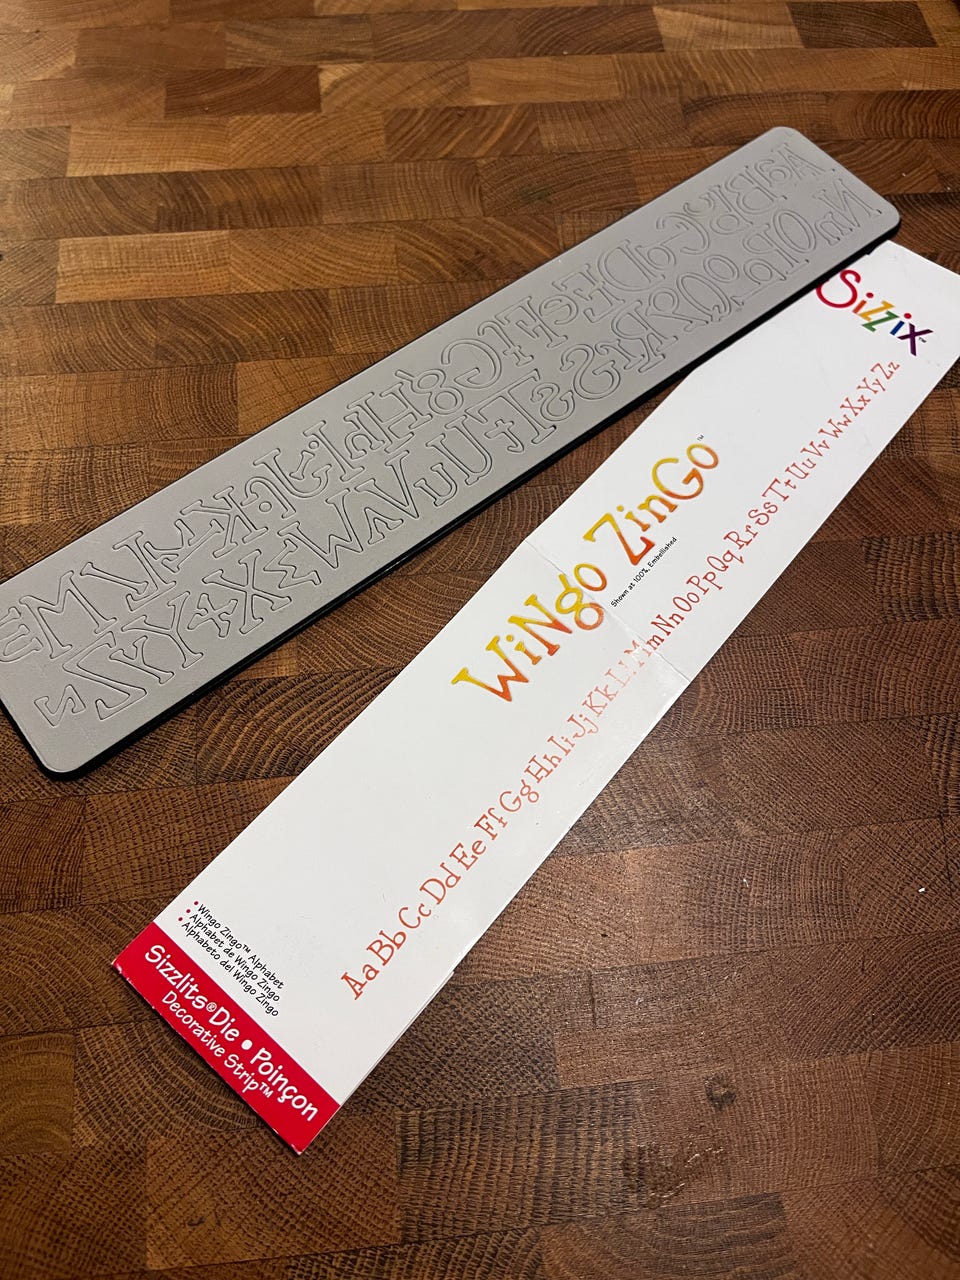 Sizzix™
WiNgo ZinGo™
Shown at 100%, Embellished
Aa Bb Cc Dd Ee Ff Gg Hh Ii Jj Kk Ll Mm Nn Oo Pp Qq Rr Ss Tt Uu Vv Ww Xx Yy Zz
Wingo Zingo™ Alphabet
Alphabet de Wingo Zingo
Alphabeto del Wingo Zingo
Sizzlits® Die • Poinçon
Decorative Strip™